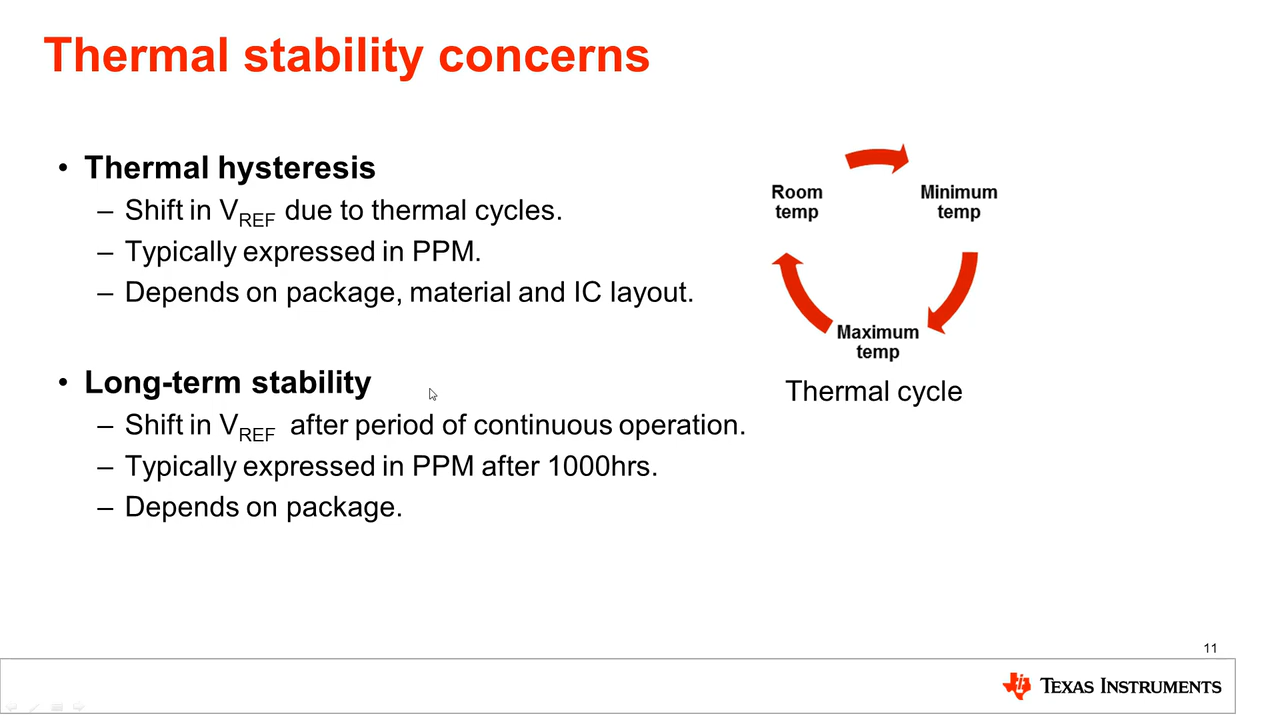 Thermal stability concerns
• Thermal hysteresis
– Shift in VREF due to thermal cycles.
– Typically expressed in PPM.
– Depends on package, material and IC layout.
• Long-term stability
– Shift in VREF after period of continuous operation.
– Typically expressed in PPM after 1000hrs.
– Depends on package.
Room
temp
Minimum
temp
Maximum
temp
Thermal cycle
11
TEXAS INSTRUMENTS